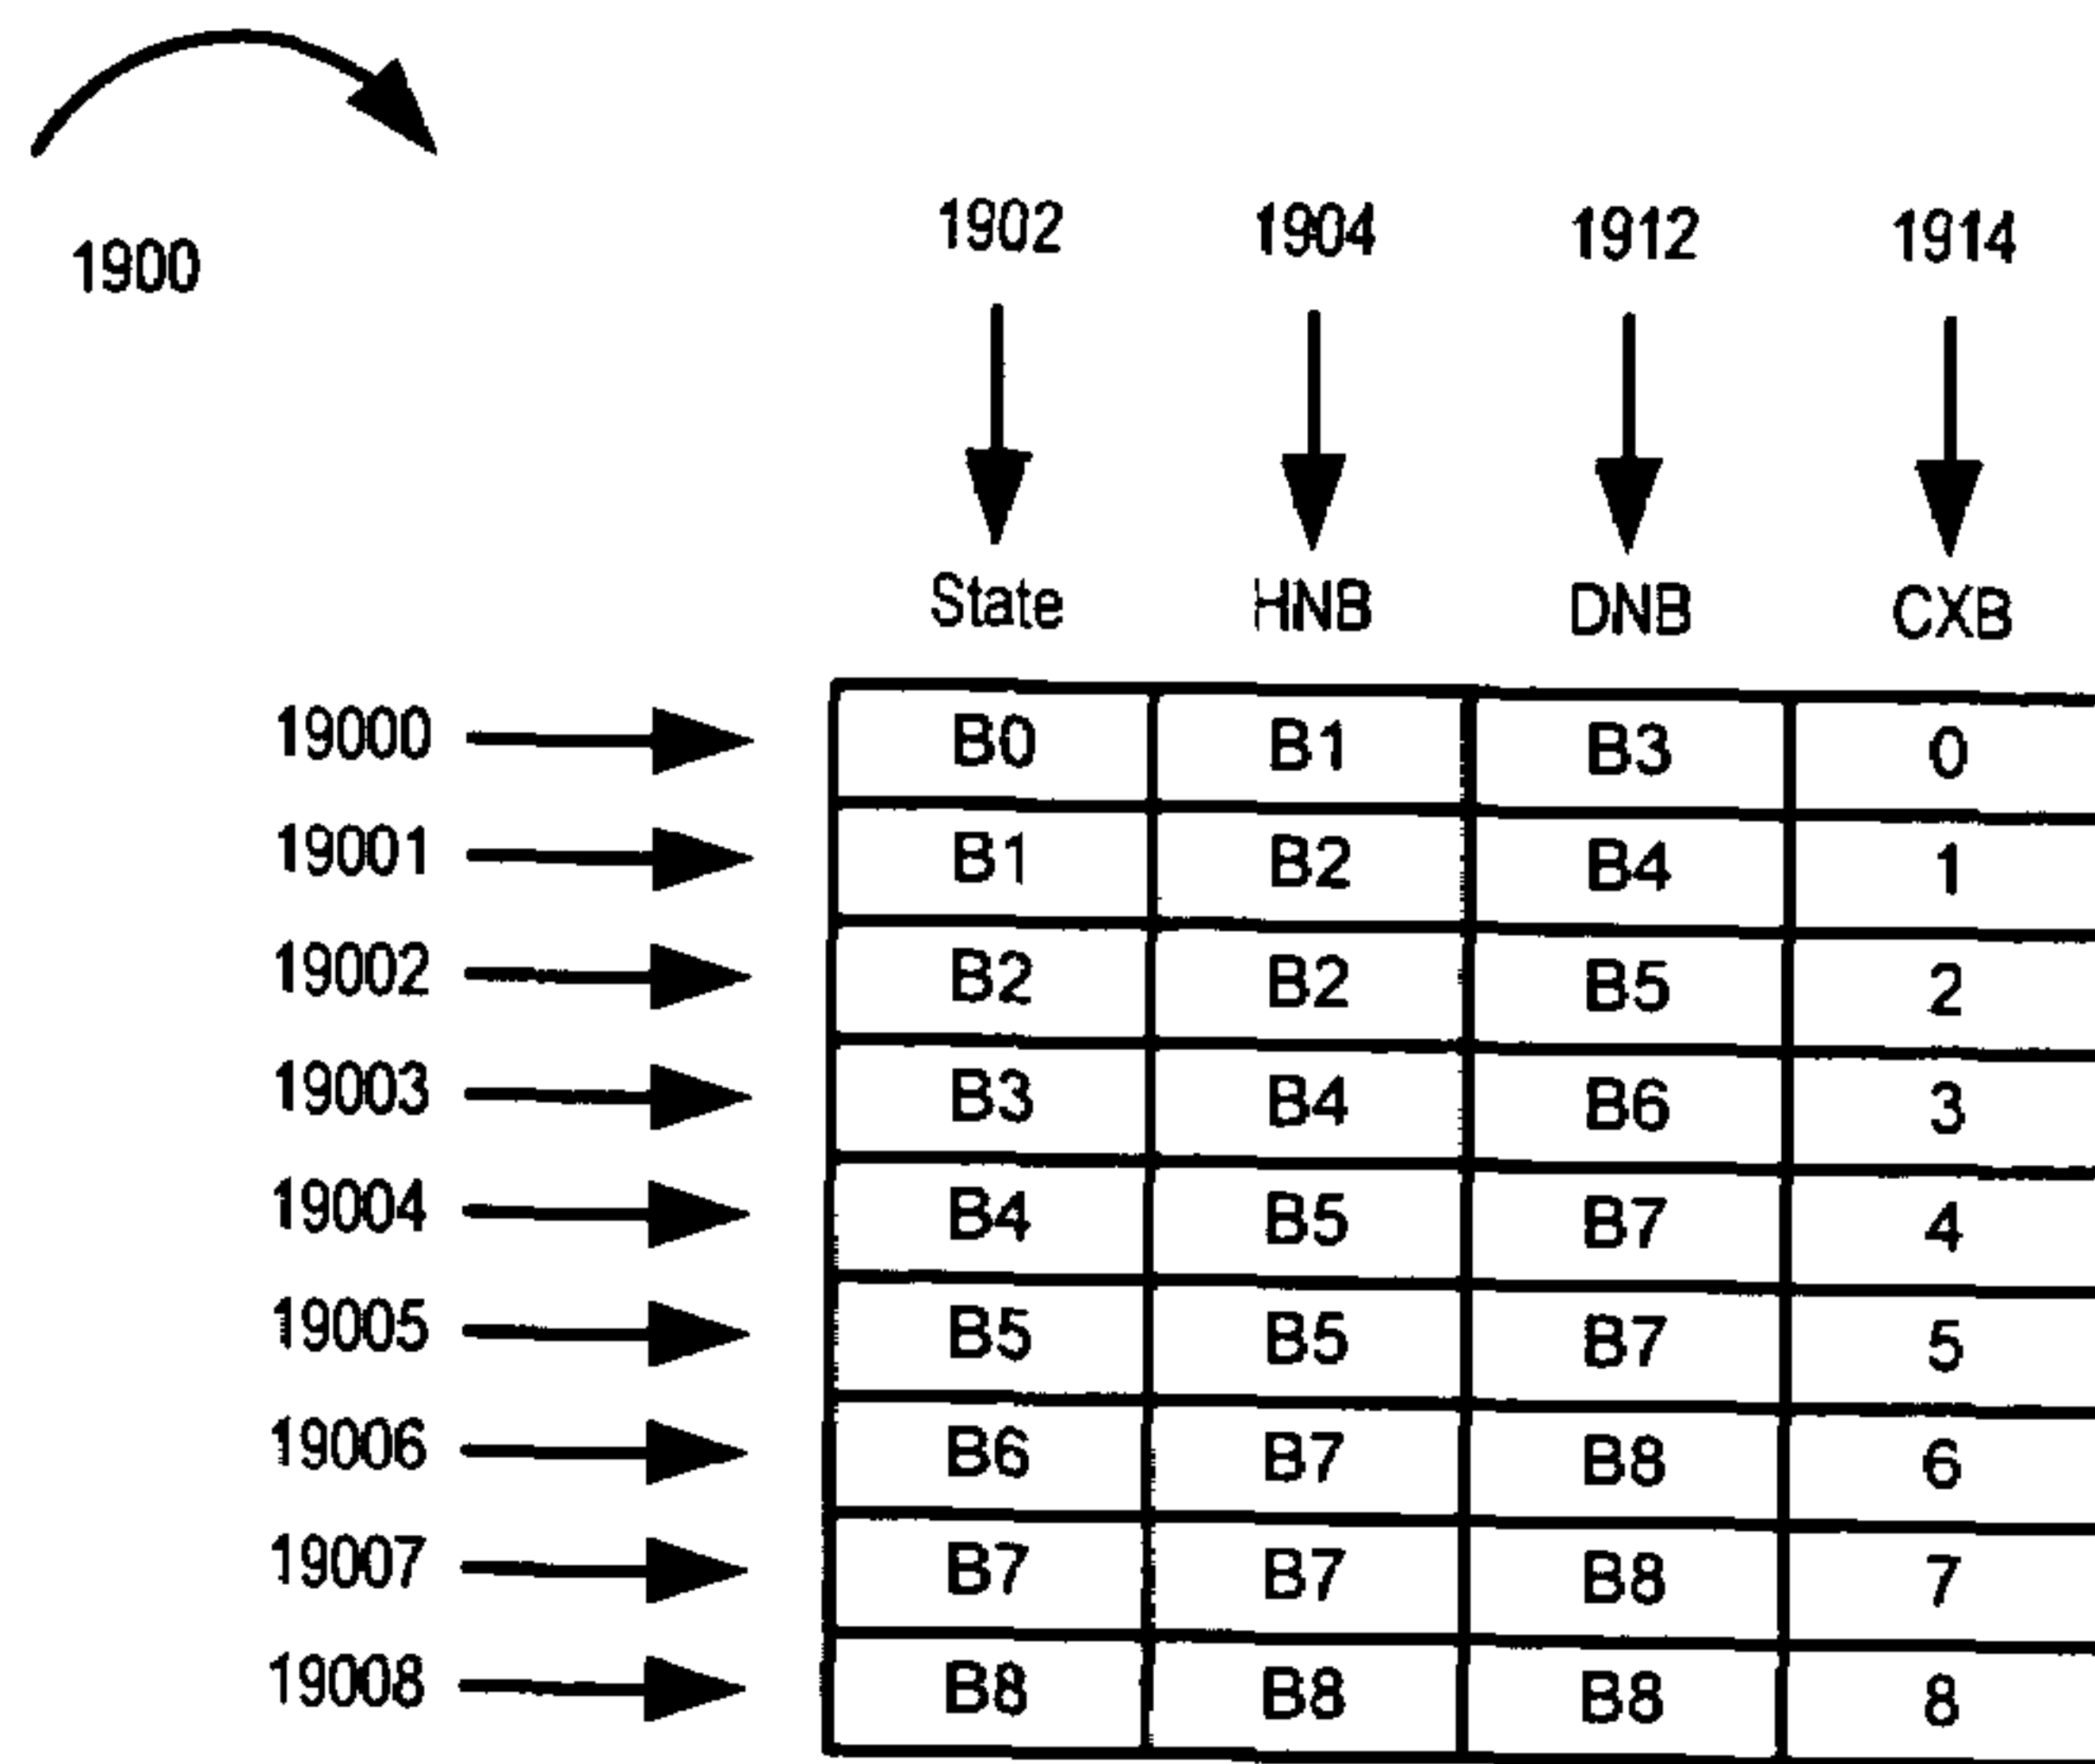 1900
1902 1904 1912 1914
State HNB DNB CXB
19000 B0 B1 B3 0
19001 B1 B2 B4 1
19002 B2 B2 B5 2
19003 B3 B4 B6 3
19004 B4 B5 B7 4
19005 B5 B5 B7 5
19006 B6 B7 B8 6
19007 B7 B7 B8 7
19008 B8 B8 B8 8